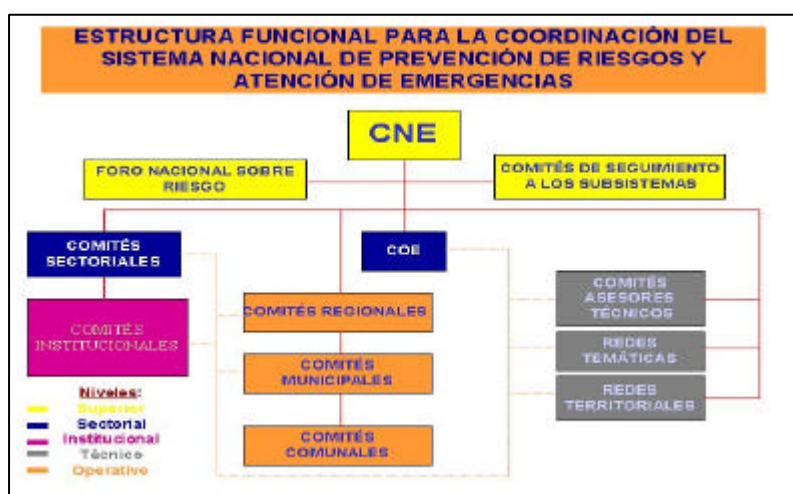 ESTRUCTURA FUNCIONAL PARA LA COORDINACIÓN DEL
SISTEMA NACIONAL DE PREVENCIÓN DE RIESGOS Y
ATENCIÓN DE EMERGENCIAS
CNE
FORO NACIONAL SOBRE
RIESGO
COMITÉS DE SEGUIMIENTO
A LOS SUBSISTEMAS
COMITÉS
SECTORIALES
COE
COMITÉS
INSTITUCIONALES
COMITÉS REGIONALES
COMITÉS
MUNICIPALES
COMITÉS
COMUNALES
COMITÉS
ASESORES
TÉCNICOS
REDES
TEMÁTICAS
REDES
TERRITORIALES
Niveles:
Superior
Sectorial
Institucional
Técnico
Operativo